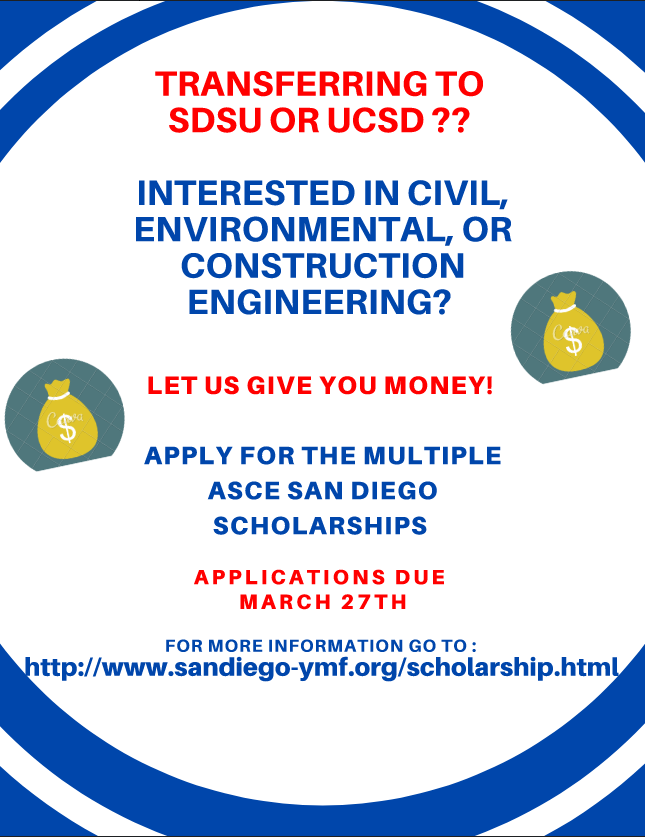 TRANSFERRING TO
SDSU OR UCSD ??
INTERESTED IN CIVIL,
ENVIRONMENTAL, OR
CONSTRUCTION
ENGINEERING?
LET US GIVE YOU MONEY!
APPLY FOR THE MULTIPLE
ASCE SAN DIEGO
SCHOLARSHIPS
APPLICATIONS DUE
MARCH 27TH
FOR MORE INFORMATION GO TO :
http://www.sandiego-ymf.org/scholarship.html
Canva
$
Canva
$